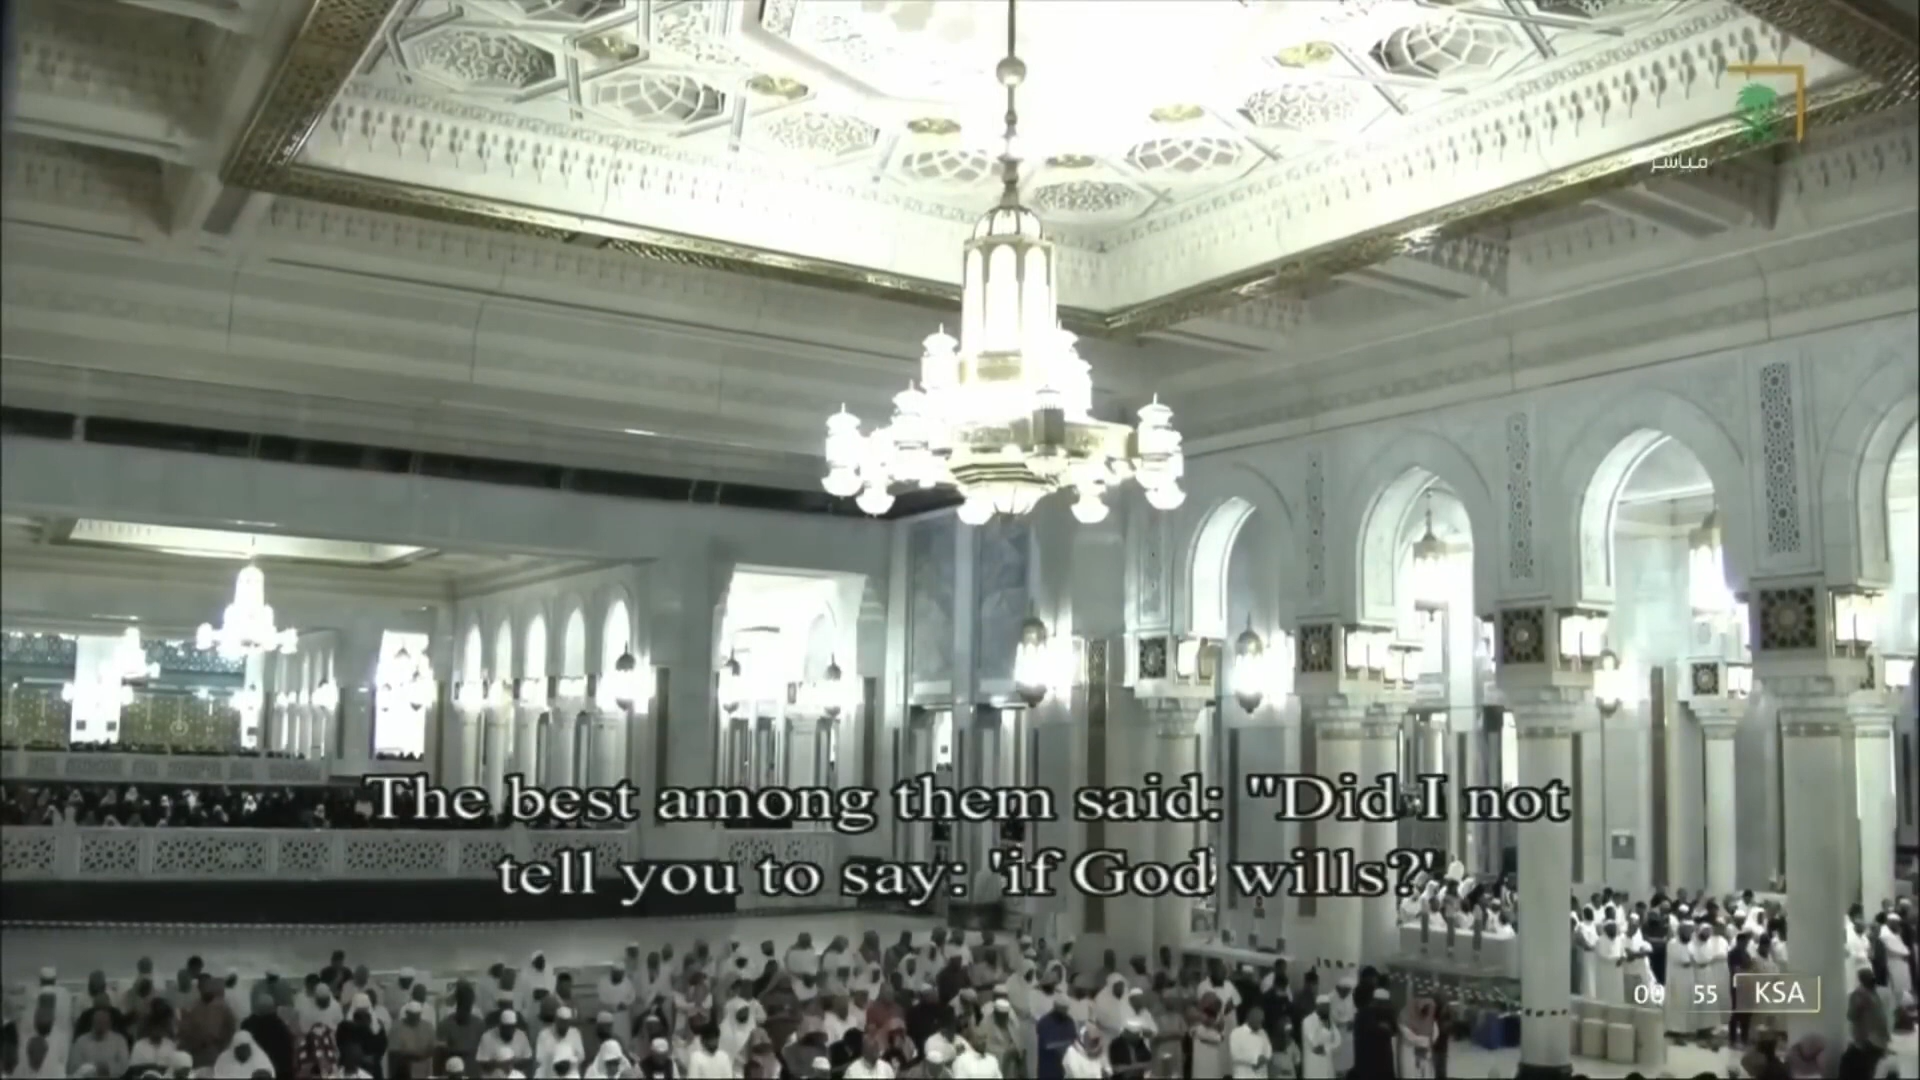 مباشر
The best among them said: "Did I not
tell you to say: 'if God wills?'
00 55 KSA